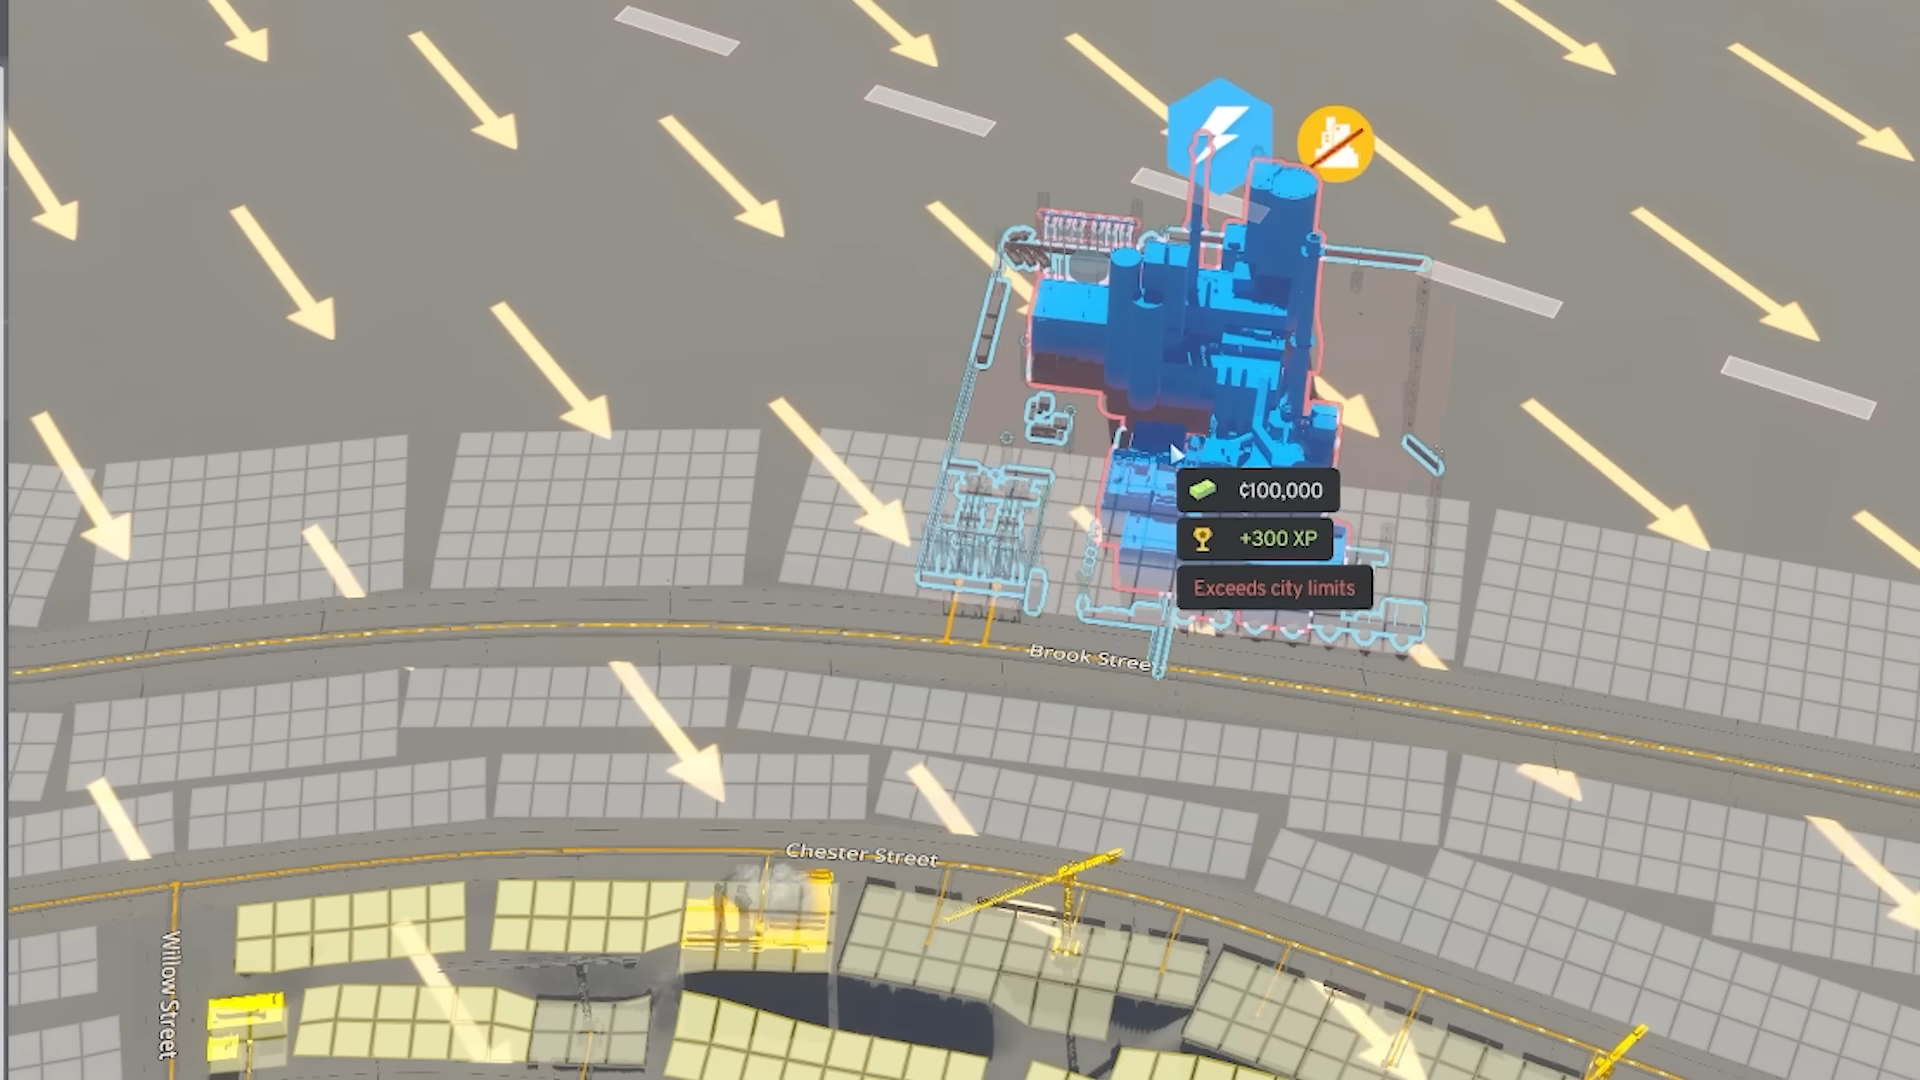 ₵100,000
+300 XP
Exceeds city limits
Brook Street
Chester Street
Willow Street